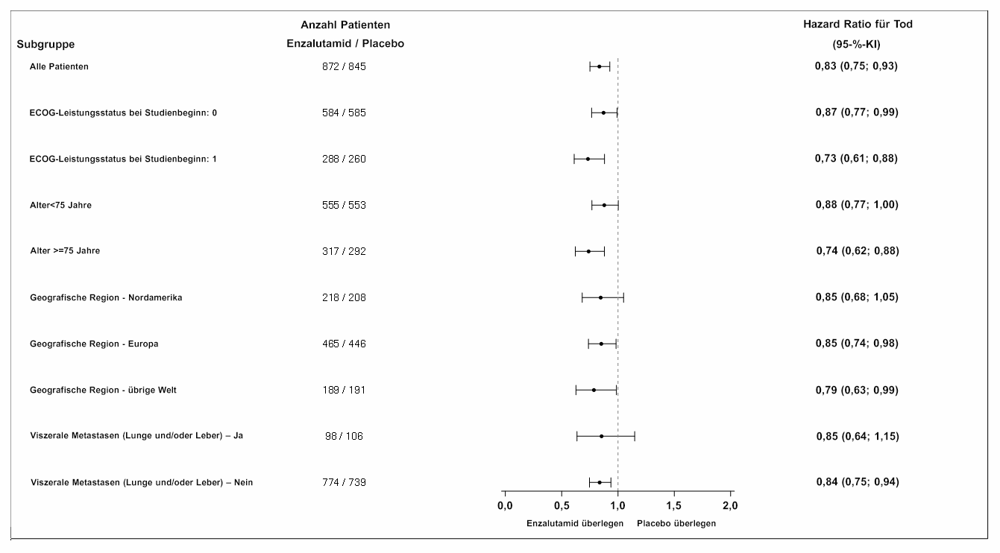 Anzahl Patienten Hazard Ratio für Tod
Subgruppe Enzalutamid / Placebo (95-%-KI)
Alle Patienten 872 / 845 0,83 (0,75; 0,93)
ECOG-Leistungsstatus bei Studienbeginn: 0 584 / 585 0,87 (0,77; 0,99)
ECOG-Leistungsstatus bei Studienbeginn: 1 288 / 260 0,73 (0,61; 0,88)
Alter<75 Jahre 555 / 553 0,88 (0,77; 1,00)
Alter >=75 Jahre 317 / 292 0,74 (0,62; 0,88)
Geografische Region - Nordamerika 218 / 208 0,85 (0,68; 1,05)
Geografische Region - Europa 465 / 446 0,85 (0,74; 0,98)
Geografische Region - übrige Welt 189 / 191 0,79 (0,63; 0,99)
Viszerale Metastasen (Lunge und/oder Leber) – Ja 98 / 106 0,85 (0,64; 1,15)
Viszerale Metastasen (Lunge und/oder Leber) – Nein 774 / 739 0,84 (0,75; 0,94)
0,0 0,5 1,0 1,5 2,0
Enzalutamid überlegen Placebo überlegen